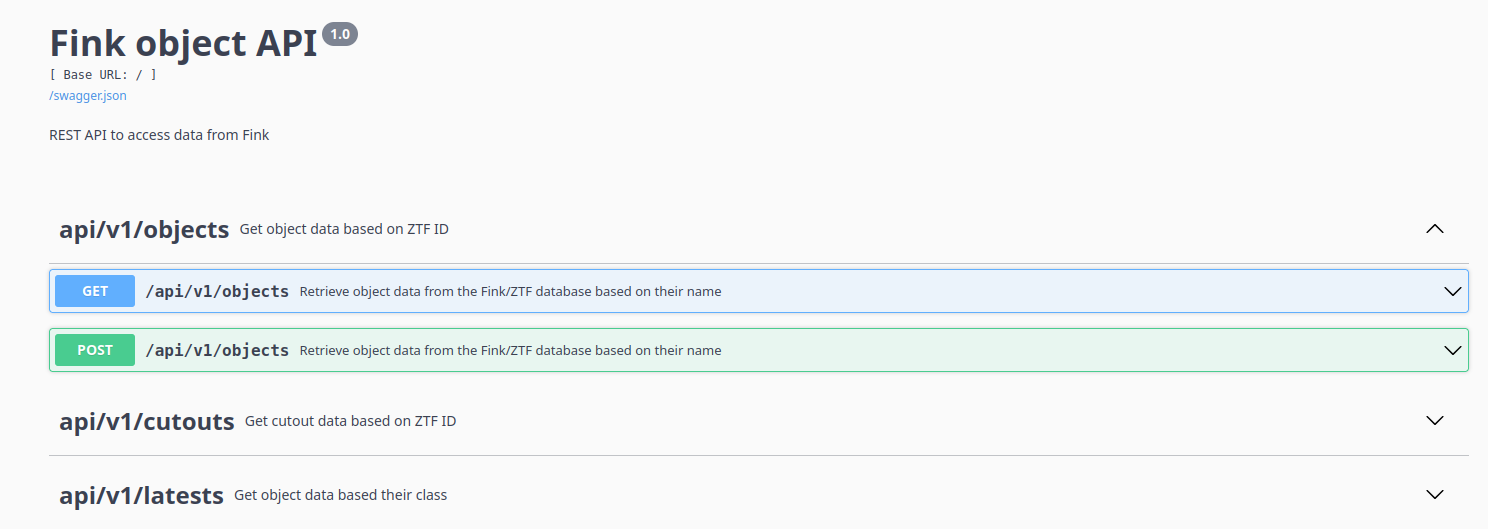 Fink object API 1.0
[ Base URL: / ]
/swagger.json
REST API to access data from Fink
api/v1/objects Get object data based on ZTF ID
GET /api/v1/objects Retrieve object data from the Fink/ZTF database based on their name
POST /api/v1/objects Retrieve object data from the Fink/ZTF database based on their name
api/v1/cutouts Get cutout data based on ZTF ID
api/v1/latests Get object data based their class